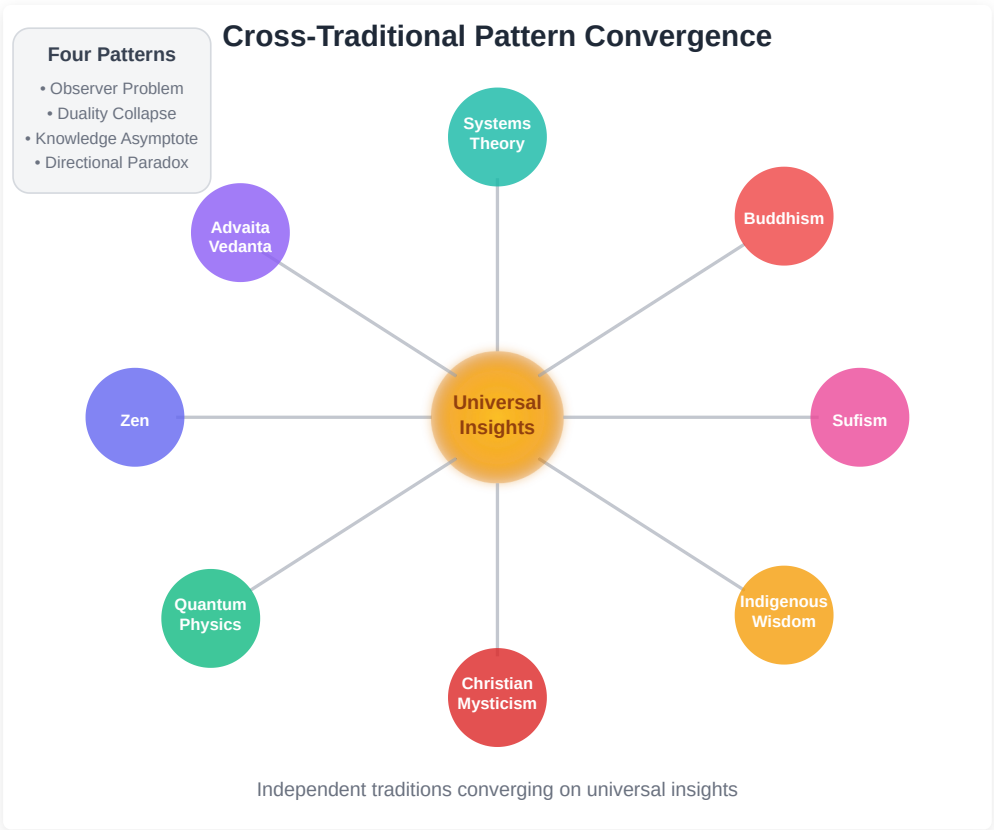 Cross-Traditional Pattern Convergence
Four Patterns
• Observer Problem
• Duality Collapse
• Knowledge Asymptote
• Directional Paradox
Systems
Theory
Buddhism
Advaita
Vedanta
Universal
Insights
Zen
Sufism
Quantum
Physics
Indigenous
Wisdom
Christian
Mysticism
Independent traditions converging on universal insights